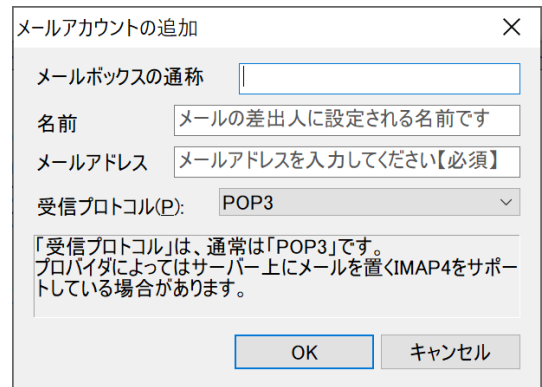 メールアカウントの追加
メールボックスの通称
名前 メールの差出人に設定される名前です
メールアドレス メールアドレスを入力してください【必須】
受信プロトコル(P): POP3
「受信プロトコル」は、通常は「POP3」です。
プロバイダによってはサーバー上にメールを置くIMAP4をサポー
トしている場合があります。
OK キャンセル